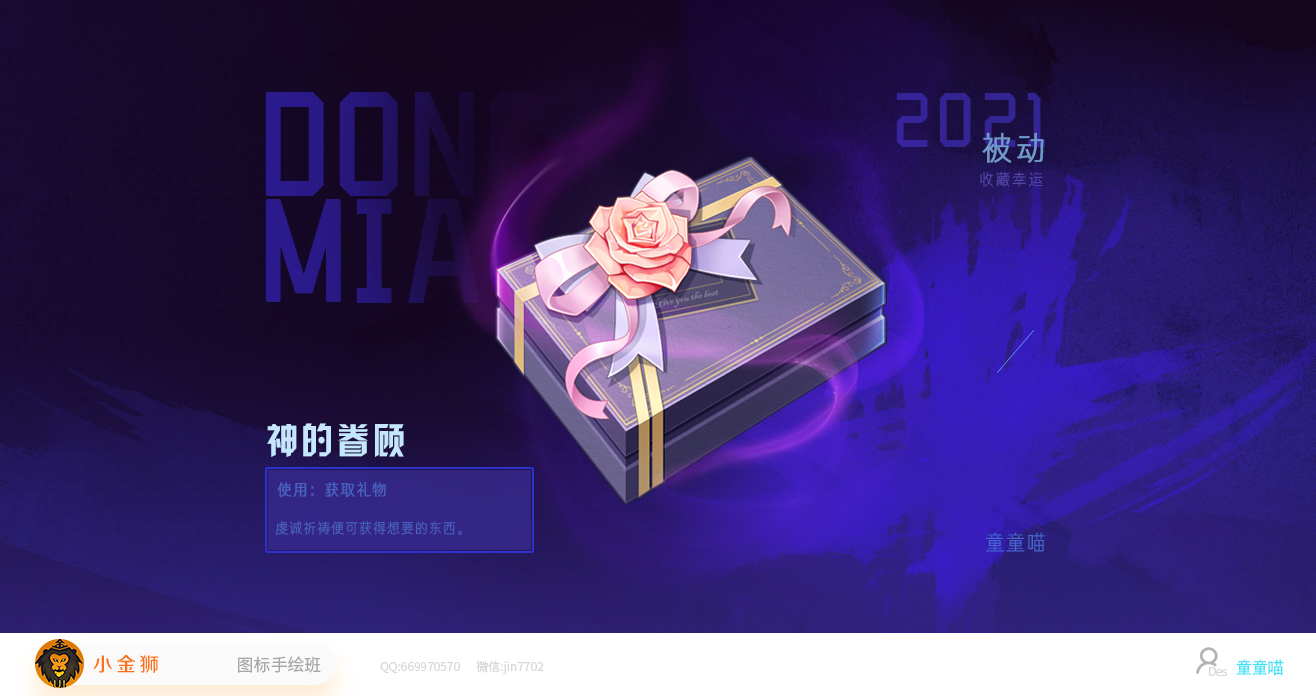 DON
MIA
2021
被动
收藏幸运
Give you the best
神的眷顾
使用：获取礼物
虔诚祈祷便可获得想要的东西。
童童喵
小金狮
图标手绘班
QQ:669970570 微信:jin7702
Des
童童喵